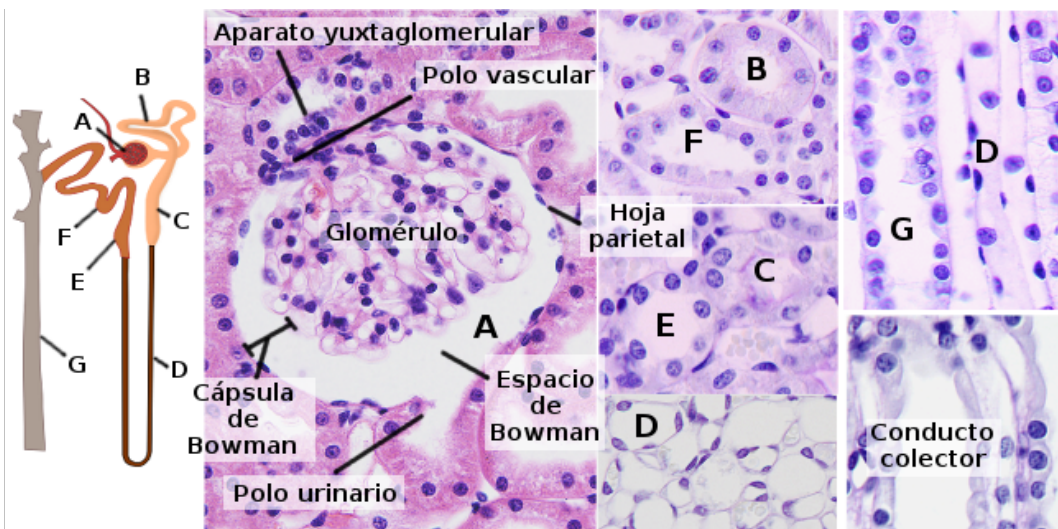 B
A
F
C
E
G
D
Aparato yuxtaglomerular
Polo vascular
Glomérulo
Hoja
parietal
A
Cápsula
de
Bowman
Espacio
de
Bowman
Polo urinario
B
F
C
E
D
D
G
Conducto
colector